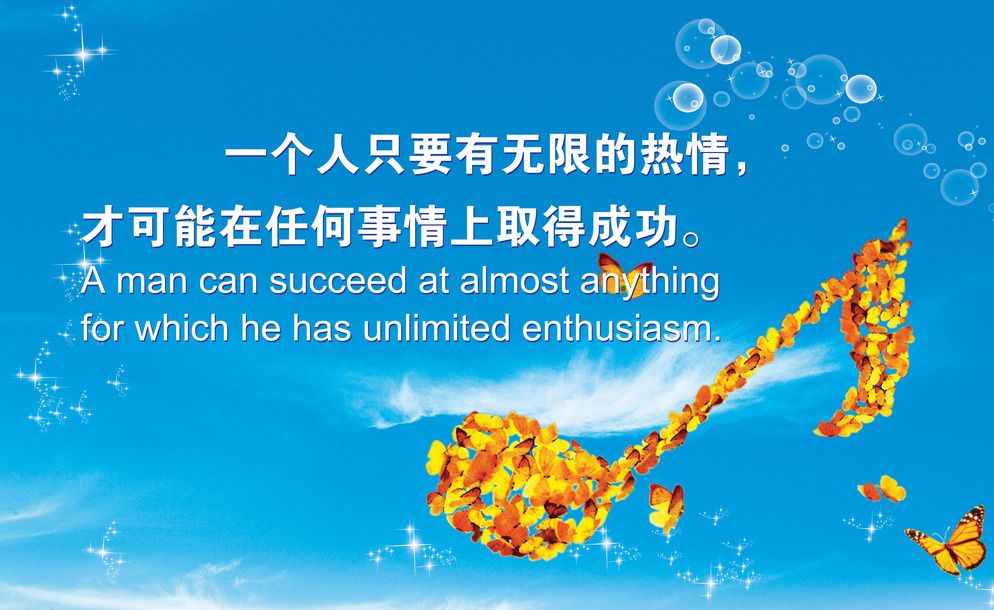 一个人只要有无限的热情，
才可能在任何事情上取得成功。
A man can succeed at almost anything
for which he has unlimited enthusiasm.